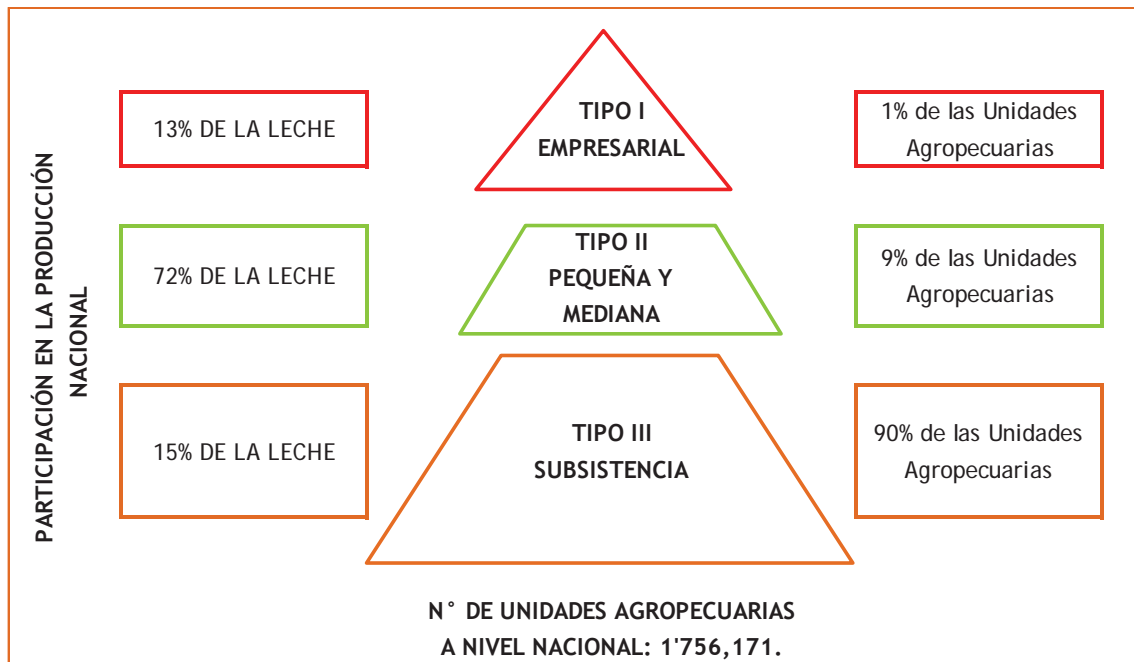 PARTICIPACIÓN EN LA PRODUCCIÓN
NACIONAL
13% DE LA LECHE
TIPO I
EMPRESARIAL
1% de las Unidades
Agropecuarias
72% DE LA LECHE
TIPO II
PEQUEÑA Y
MEDIANA
9% de las Unidades
Agropecuarias
15% DE LA LECHE
TIPO III
SUBSISTENCIA
90% de las Unidades
Agropecuarias
N° DE UNIDADES AGROPECUARIAS
A NIVEL NACIONAL: 1'756,171.